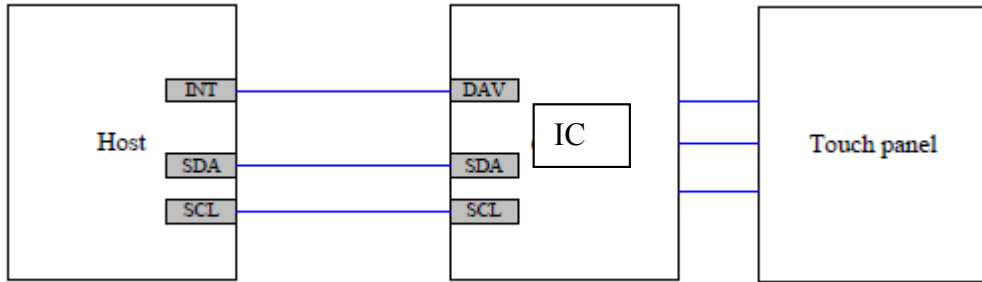 INT
DAV
Host
IC
Touch panel
SDA
SDA
SCL
SCL